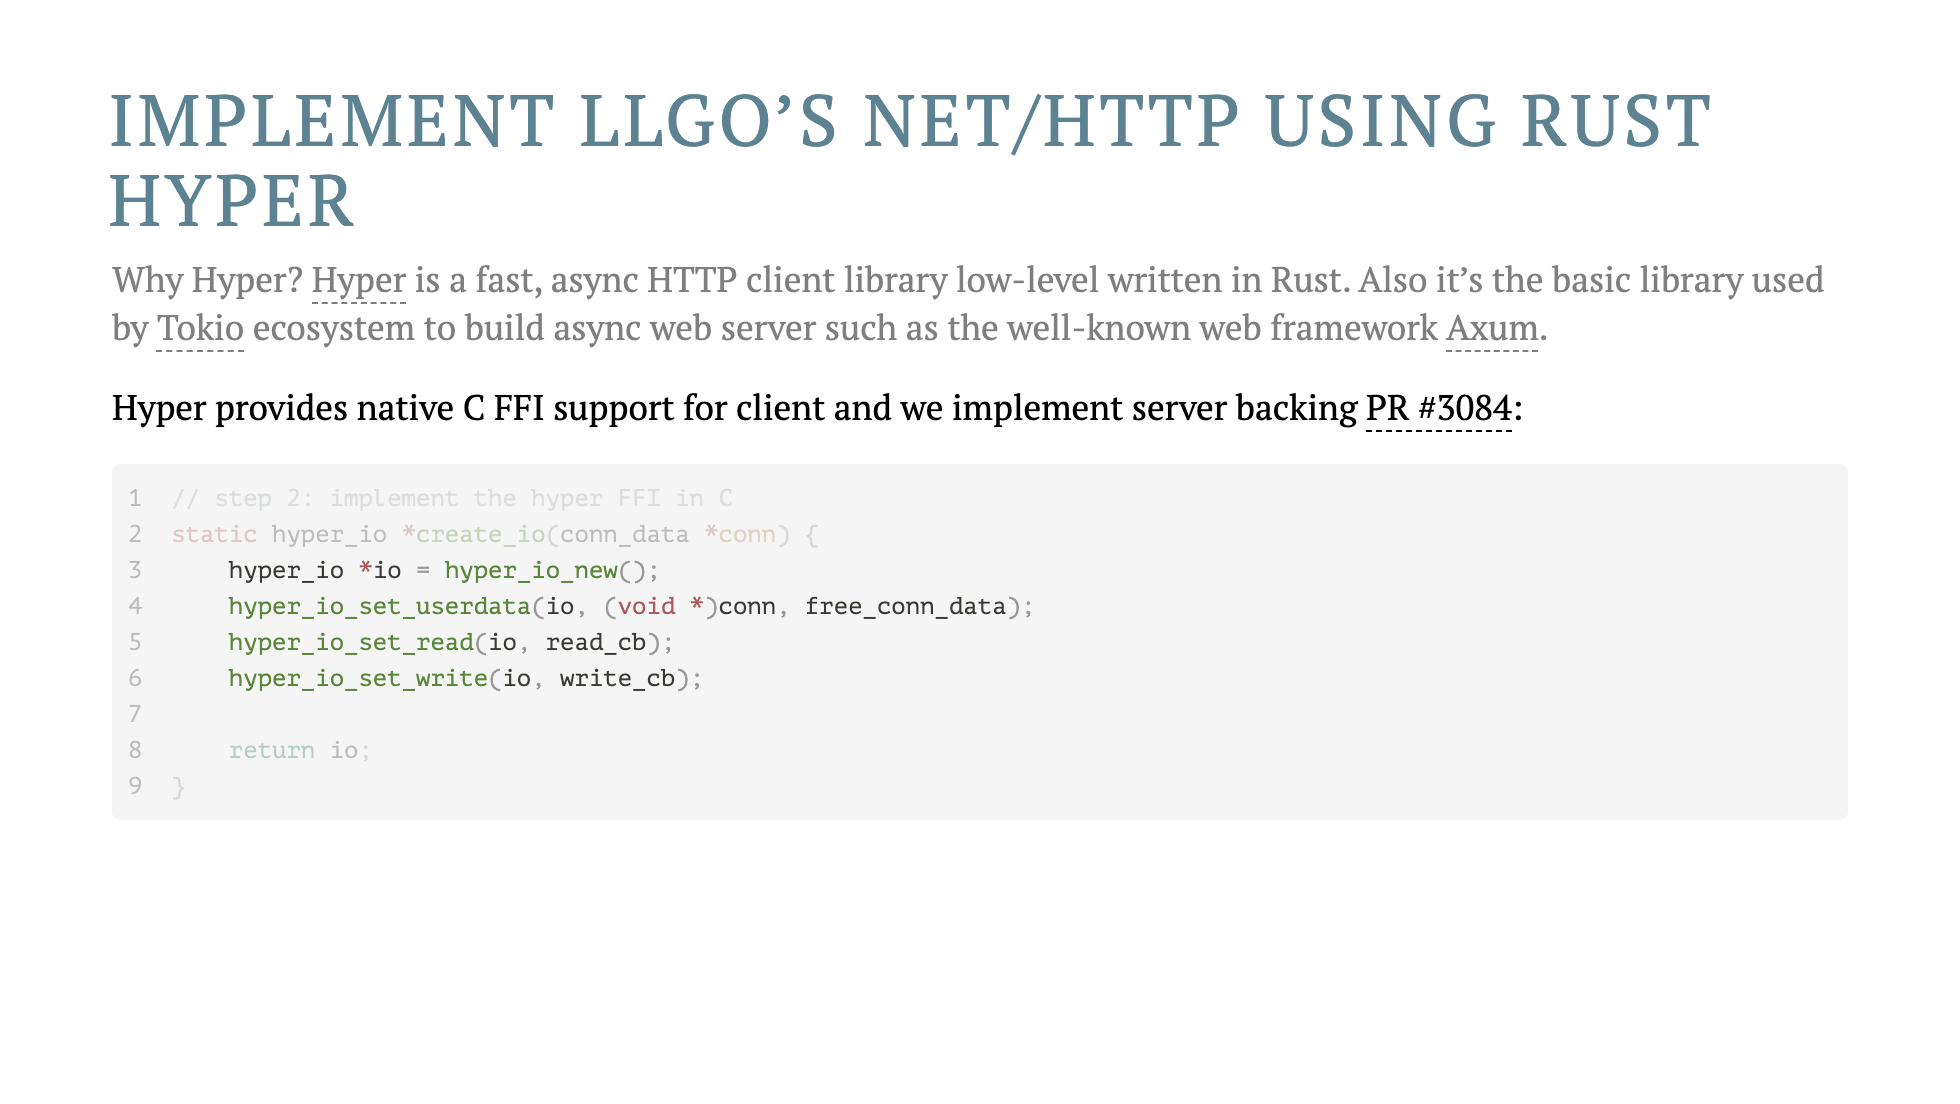 IMPLEMENT LLGO’S NET/HTTP USING RUST
HYPER
Why Hyper? Hyper is a fast, async HTTP client library low-level written in Rust. Also it’s the basic library used
by Tokio ecosystem to build async web server such as the well-known web framework Axum.
Hyper provides native C FFI support for client and we implement server backing PR #3084:
1 // step 2: implement the hyper FFI in C
2 static hyper_io *create_io(conn_data *conn) {
3     hyper_io *io = hyper_io_new();
4     hyper_io_set_userdata(io, (void *)conn, free_conn_data);
5     hyper_io_set_read(io, read_cb);
6     hyper_io_set_write(io, write_cb);
7
8     return io;
9 }